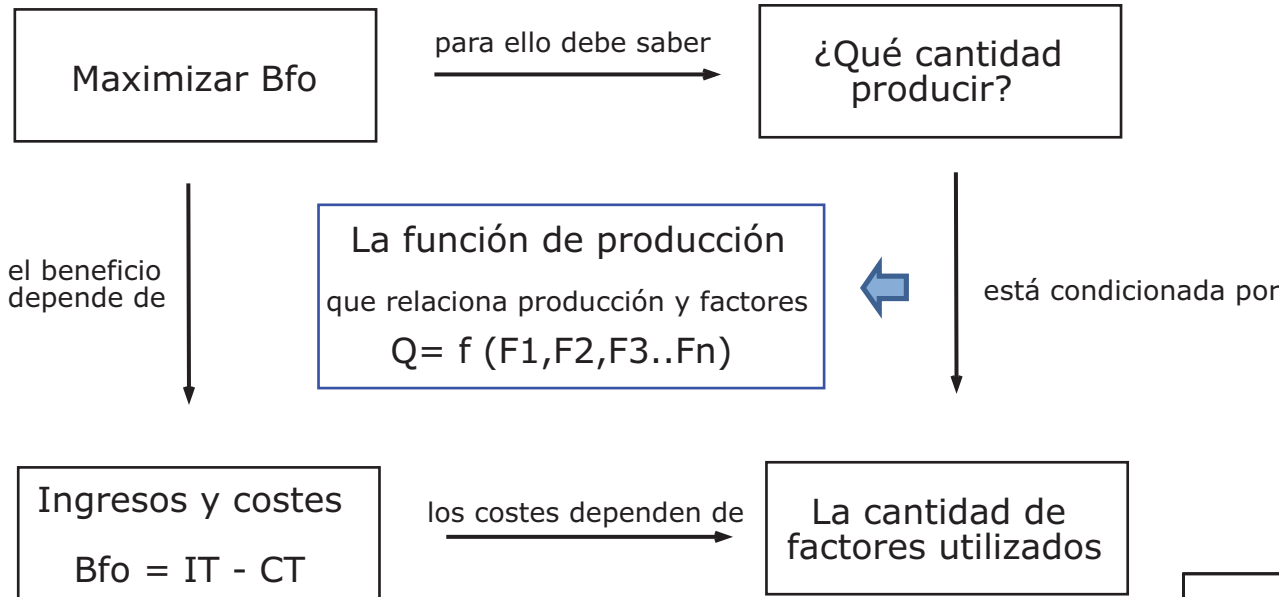 Maximizar Bfo
para ello debe saber
¿Qué cantidad
producir?
el beneficio
depende de
La función de producción
que relaciona producción y factores
Q= f (F1,F2,F3..Fn)
está condicionada por
Ingresos y costes
Bfo = IT - CT
los costes dependen de
La cantidad de
factores utilizados